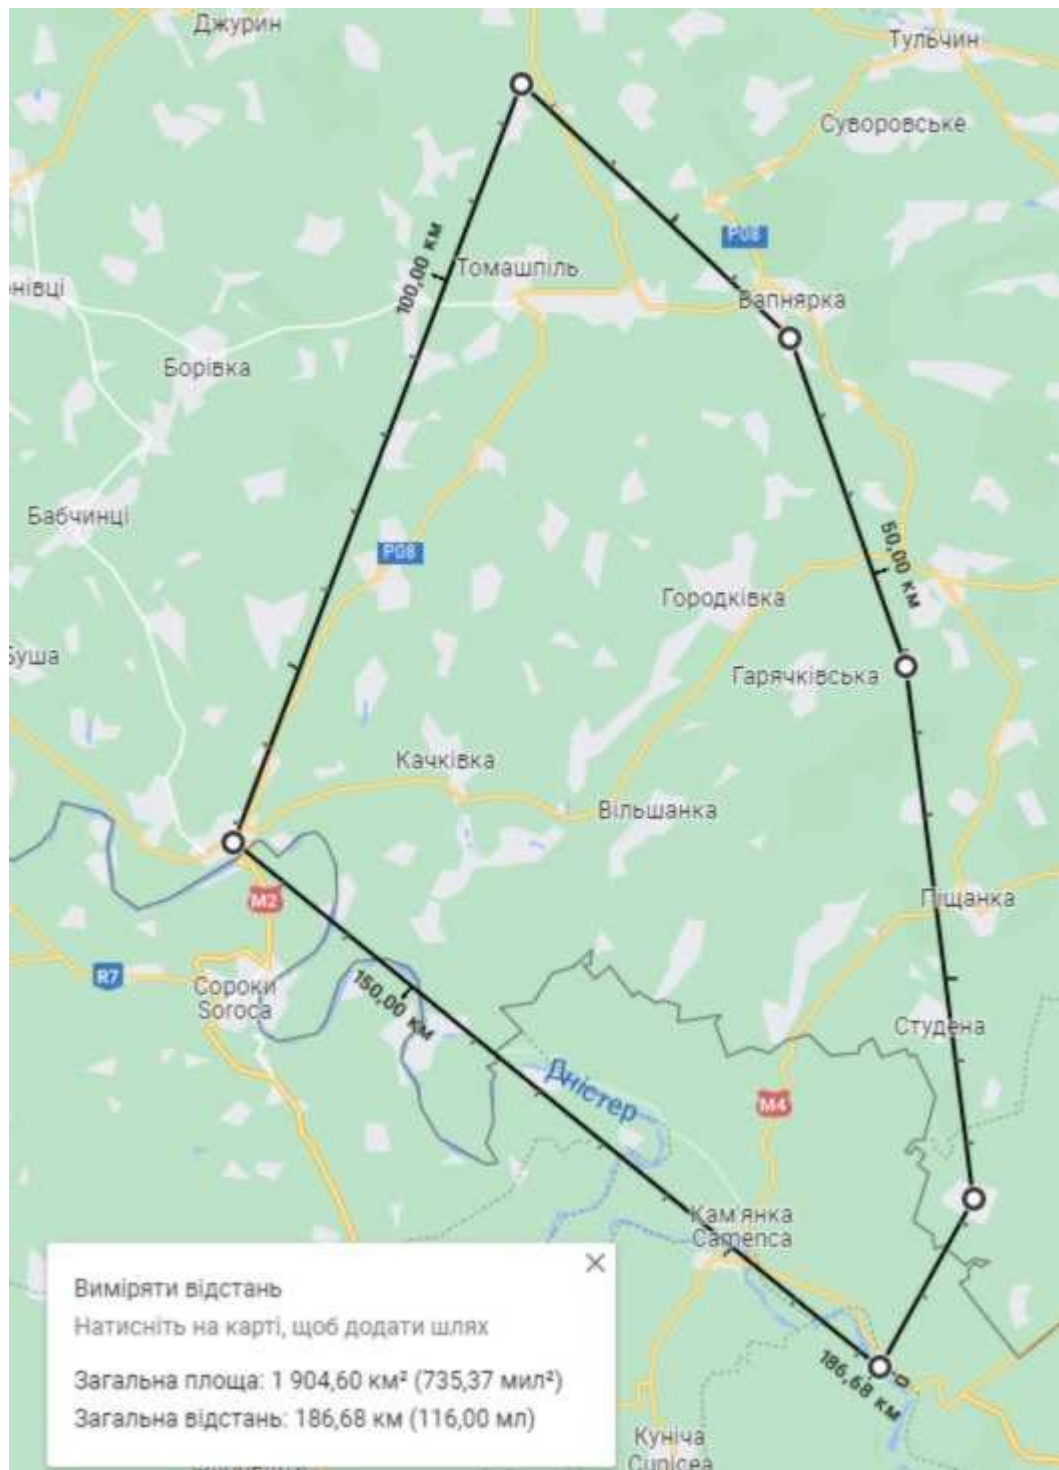 Джурин
Тульчин
Суворовське
P08
100,00 км
Томашпіль
нівці
Вапнярка
Борівка
Бабчинці
P08
50,00 км
Городківка
Буша
Гарячківська
Качківка
Вільшанка
M2
Піщанка
R7
Сороки
Soroca
150,00 км
Студена
Дністер
M4
Кам'янка
Camenca
Виміряти відстань
Натисніть на карті, щоб додати шлях
Загальна площа: 1 904,60 км² (735,37 мил²)
Загальна відстань: 186,68 км (116,00 мл)
186,68 км
0
Куніча
Cunicea